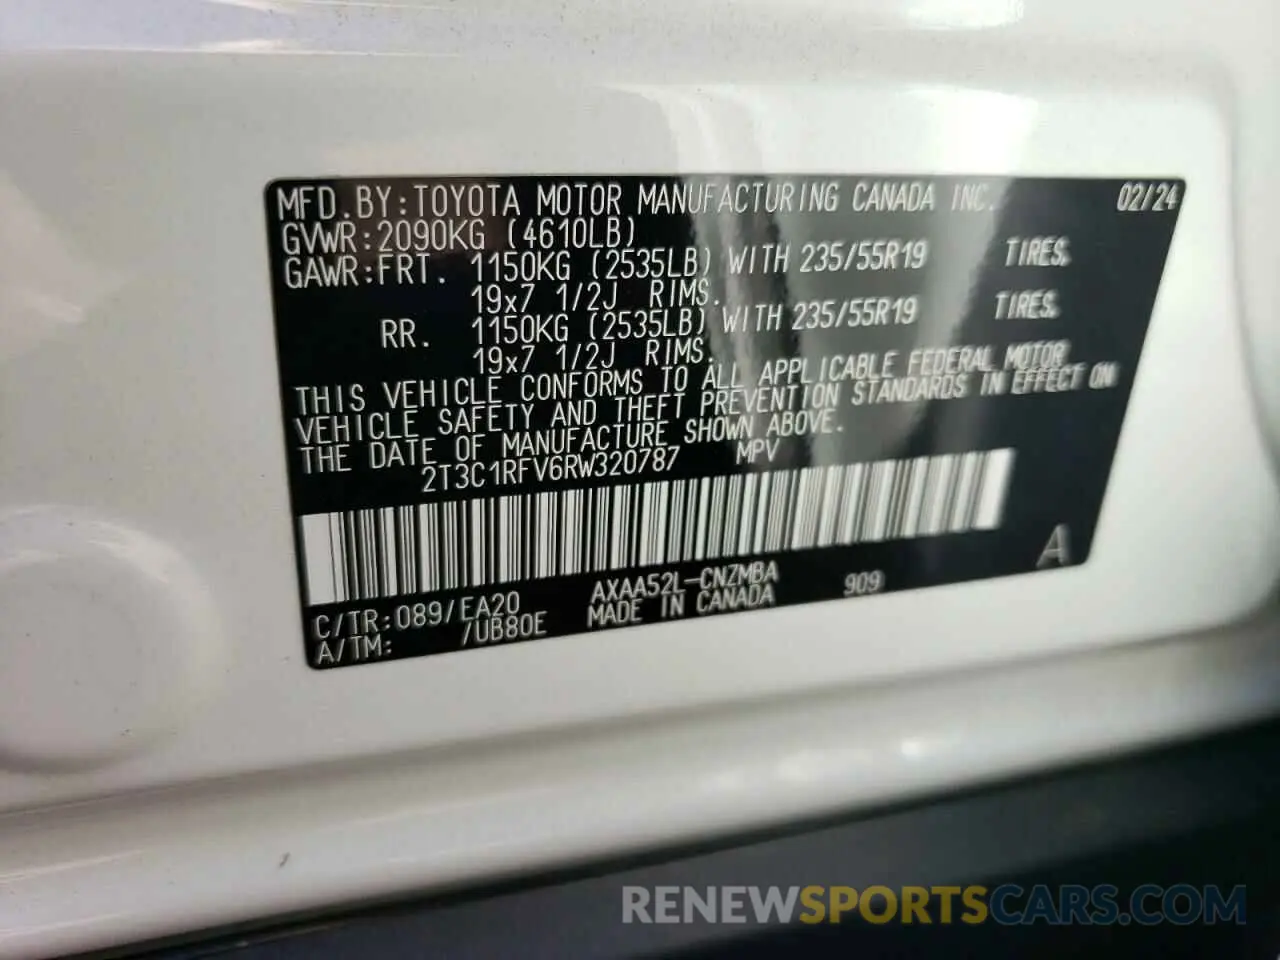 MFD.BY:TOYOTA MOTOR MANUFACTURING CANADA INC. 02/24
GVWR:2090KG (4610LB)
GAWR:FRT. 1150KG (2535LB) WITH 235/55R19 TIRES,
19x7 1/2J RIMS.
RR. 1150KG (2535LB) WITH 235/55R19 TIRES,
19x7 1/2J RIMS.
THIS VEHICLE CONFORMS TO ALL APPLICABLE FEDERAL MOTOR
VEHICLE SAFETY AND THEFT PREVENTION STANDARDS IN EFFECT ON
THE DATE OF MANUFACTURE SHOWN ABOVE.
2T3C1RFV6RW320787 MPV
A
C/TR:089/EA20 AXAA52L-CNZMBA 909
A/TM: /UB80E MADE IN CANADA
RENEWSPORTSCARS.COM